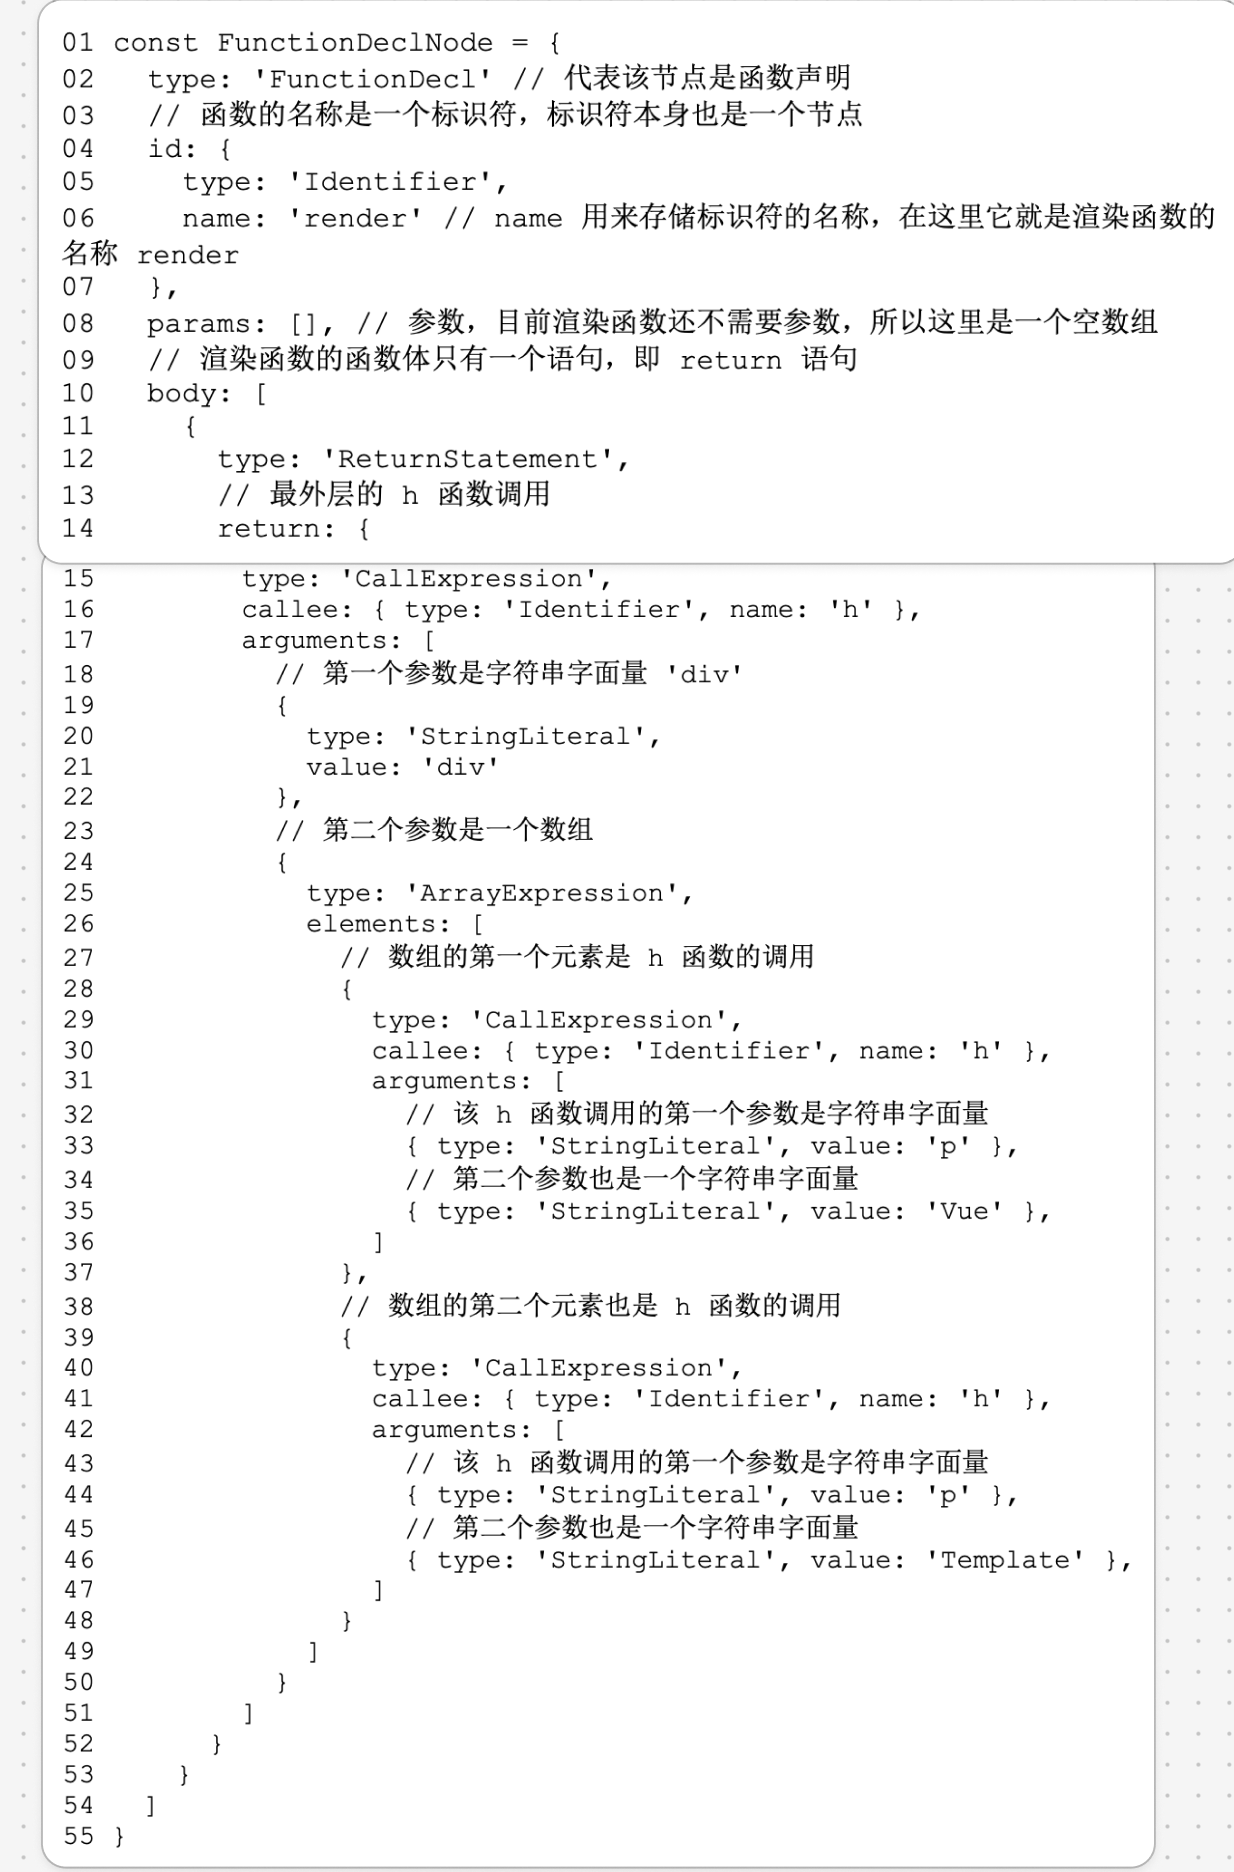 01 const FunctionDeclNode = {
02   type: 'FunctionDecl' // 代表该节点是函数声明
03   // 函数的名称是一个标识符，标识符本身也是一个节点
04   id: {
05     type: 'Identifier',
06     name: 'render' // name 用来存储标识符的名称，在这里它就是渲染函数的
名称 render
07   },
08   params: [], // 参数，目前渲染函数还不需要参数，所以这里是一个空数组
09   // 渲染函数的函数体只有一个语句，即 return 语句
10   body: [
11     {
12       type: 'ReturnStatement',
13       // 最外层的 h 函数调用
14       return: {
15         type: 'CallExpression',
16         callee: { type: 'Identifier', name: 'h' },
17         arguments: [
18           // 第一个参数是字符串字面量 'div'
19           {
20             type: 'StringLiteral',
21             value: 'div'
22           },
23           // 第二个参数是一个数组
24           {
25             type: 'ArrayExpression',
26             elements: [
27               // 数组的第一个元素是 h 函数的调用
28               {
29                 type: 'CallExpression',
30                 callee: { type: 'Identifier', name: 'h' },
31                 arguments: [
32                   // 该 h 函数调用的第一个参数是字符串字面量
33                   { type: 'StringLiteral', value: 'p' },
34                   // 第二个参数也是一个字符串字面量
35                   { type: 'StringLiteral', value: 'Vue' },
36                 ]
37               },
38               // 数组的第二个元素也是 h 函数的调用
39               {
40                 type: 'CallExpression',
41                 callee: { type: 'Identifier', name: 'h' },
42                 arguments: [
43                   // 该 h 函数调用的第一个参数是字符串字面量
44                   { type: 'StringLiteral', value: 'p' },
45                   // 第二个参数也是一个字符串字面量
46                   { type: 'StringLiteral', value: 'Template' },
47                 ]
48               }
49             ]
50           }
51         ]
52       }
53     }
54   ]
55 }